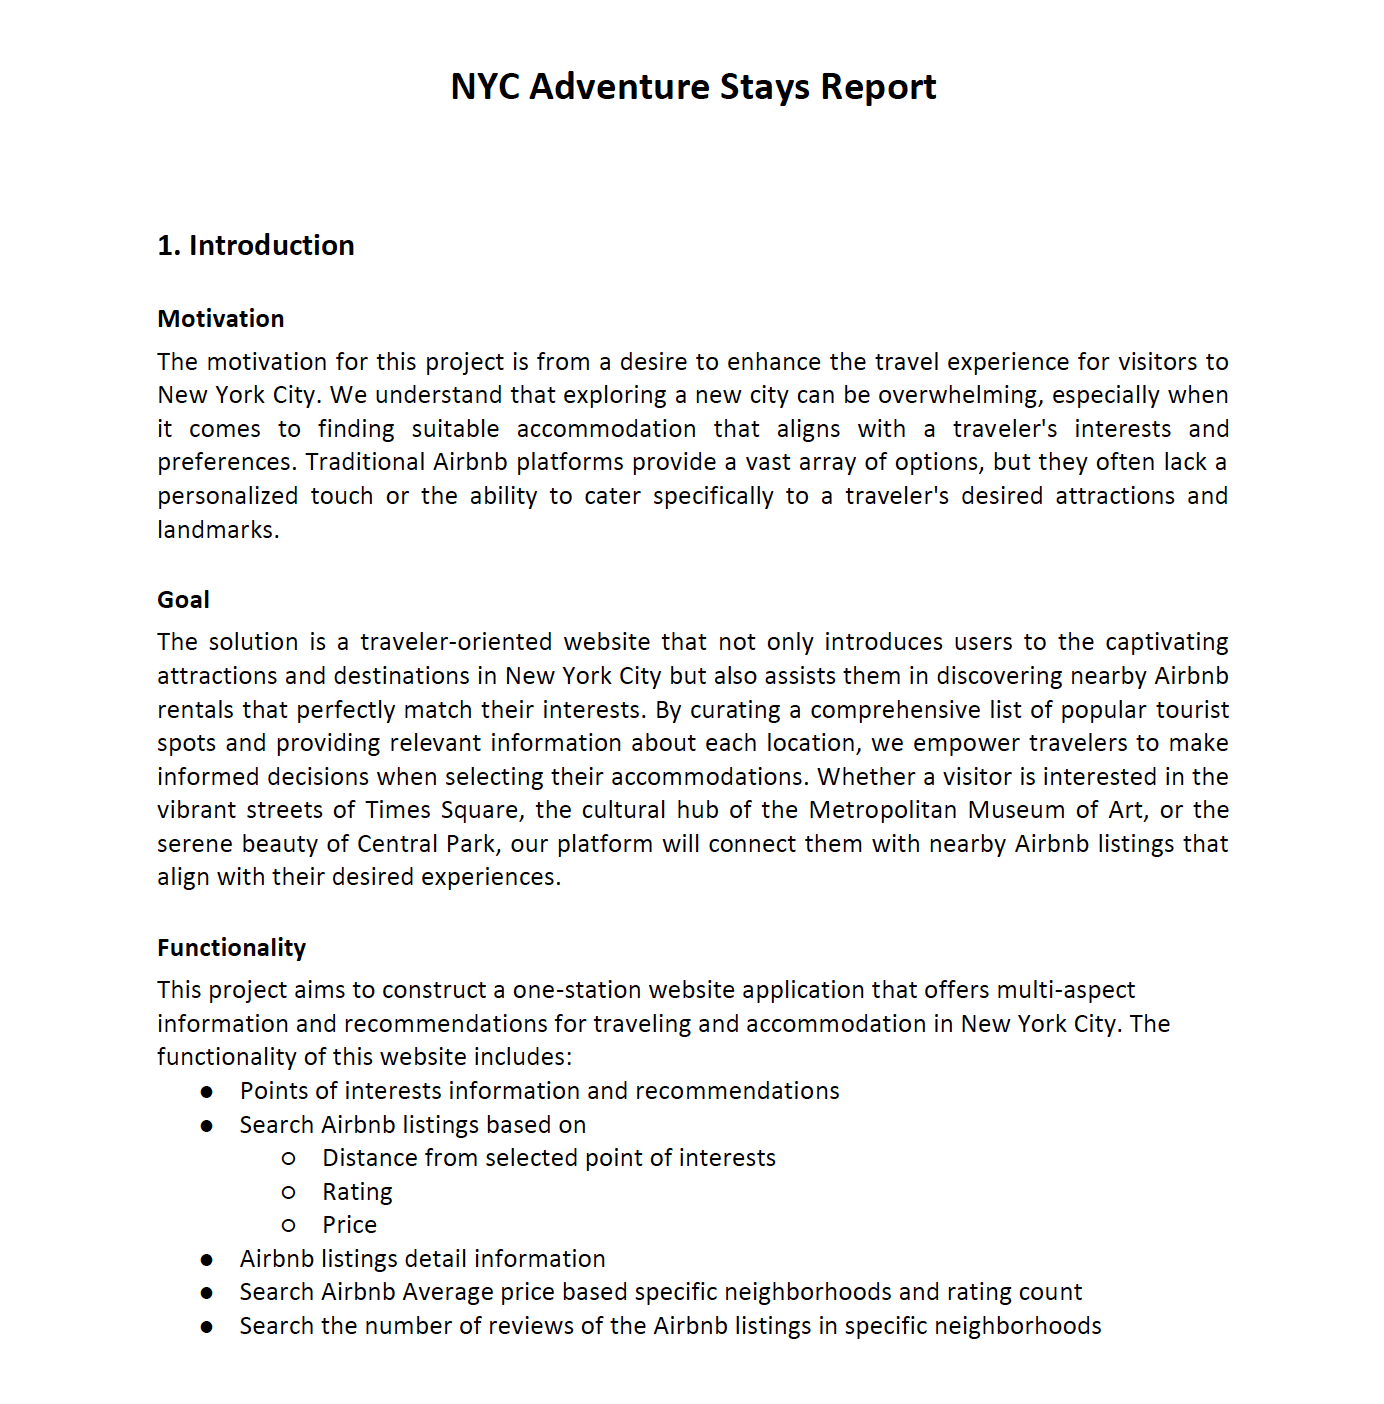 NYC Adventure Stays Report
1. Introduction
Motivation
The motivation for this project is from a desire to enhance the travel experience for visitors to
New York City. We understand that exploring a new city can be overwhelming, especially when
it comes to finding suitable accommodation that aligns with a traveler's interests and
preferences. Traditional Airbnb platforms provide a vast array of options, but they often lack a
personalized touch or the ability to cater specifically to a traveler's desired attractions and
landmarks.
Goal
The solution is a traveler-oriented website that not only introduces users to the captivating
attractions and destinations in New York City but also assists them in discovering nearby Airbnb
rentals that perfectly match their interests. By curating a comprehensive list of popular tourist
spots and providing relevant information about each location, we empower travelers to make
informed decisions when selecting their accommodations. Whether a visitor is interested in the
vibrant streets of Times Square, the cultural hub of the Metropolitan Museum of Art, or the
serene beauty of Central Park, our platform will connect them with nearby Airbnb listings that
align with their desired experiences.
Functionality
This project aims to construct a one-station website application that offers multi-aspect
information and recommendations for traveling and accommodation in New York City. The
functionality of this website includes:
● Points of interests information and recommendations
● Search Airbnb listings based on
○ Distance from selected point of interests
○ Rating
○ Price
● Airbnb listings detail information
● Search Airbnb Average price based specific neighborhoods and rating count
● Search the number of reviews of the Airbnb listings in specific neighborhoods